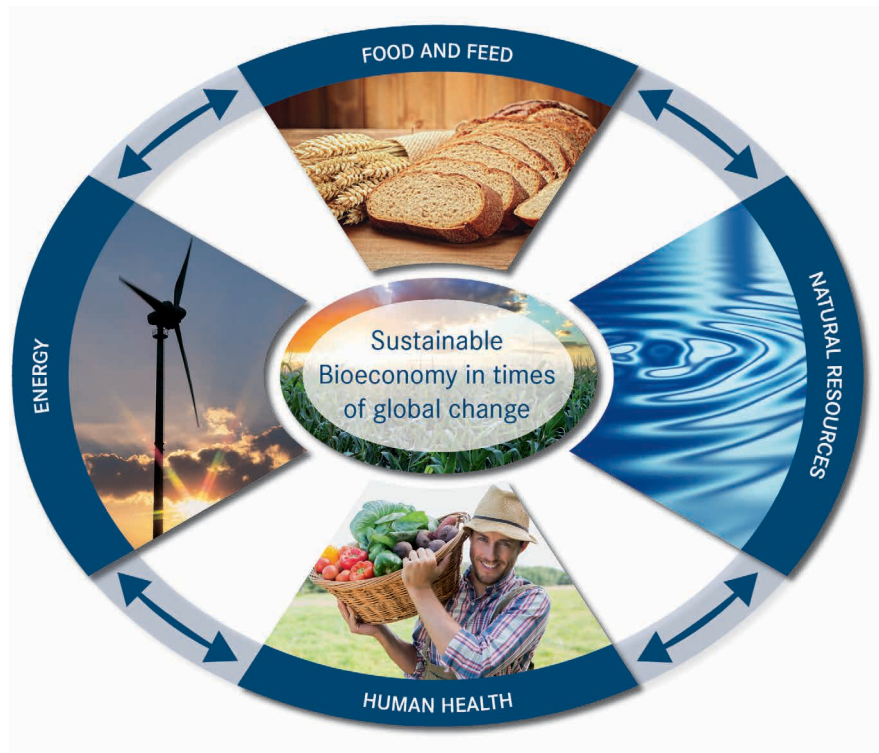 FOOD AND FEED
ENERGY
Sustainable
Bioeconomy in times
of global change
NATURAL RESOURCES
HUMAN HEALTH